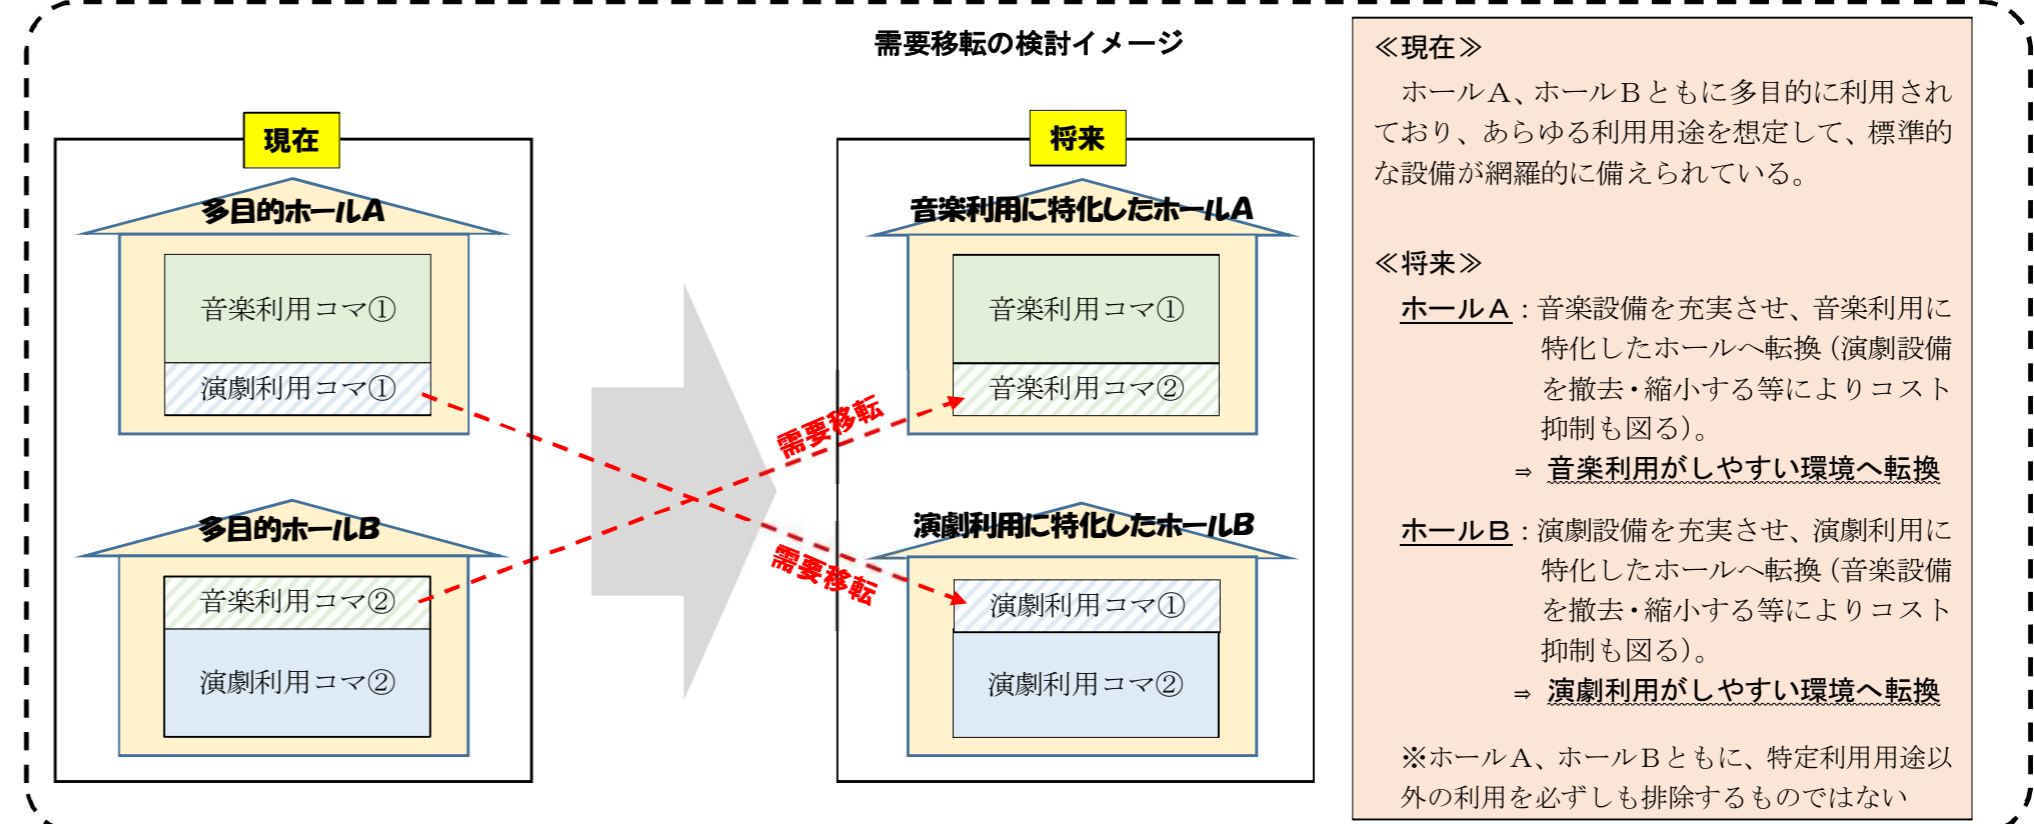 需要移転の検討イメージ
現在
多目的ホールA
音楽利用コマ①
演劇利用コマ①
多目的ホールB
音楽利用コマ②
演劇利用コマ②
需要移転
需要移転
将来
音楽利用に特化したホールA
音楽利用コマ①
音楽利用コマ②
演劇利用に特化したホールB
演劇利用コマ①
演劇利用コマ②
≪現在≫
ホールA、ホールBともに多目的に利用され
ており、あらゆる利用用途を想定して、標準的
な設備が網羅的に備えられている。
≪将来≫
ホールA：音楽設備を充実させ、音楽利用に
特化したホールへ転換（演劇設備
を撤去・縮小する等によりコスト
抑制も図る）。
⇒ 音楽利用がしやすい環境へ転換
ホールB：演劇設備を充実させ、演劇利用に
特化したホールへ転換（音楽設備
を撤去・縮小する等によりコスト
抑制も図る）。
⇒ 演劇利用がしやすい環境へ転換
※ホールA、ホールBともに、特定利用用途以
外の利用を必ずしも排除するものではない